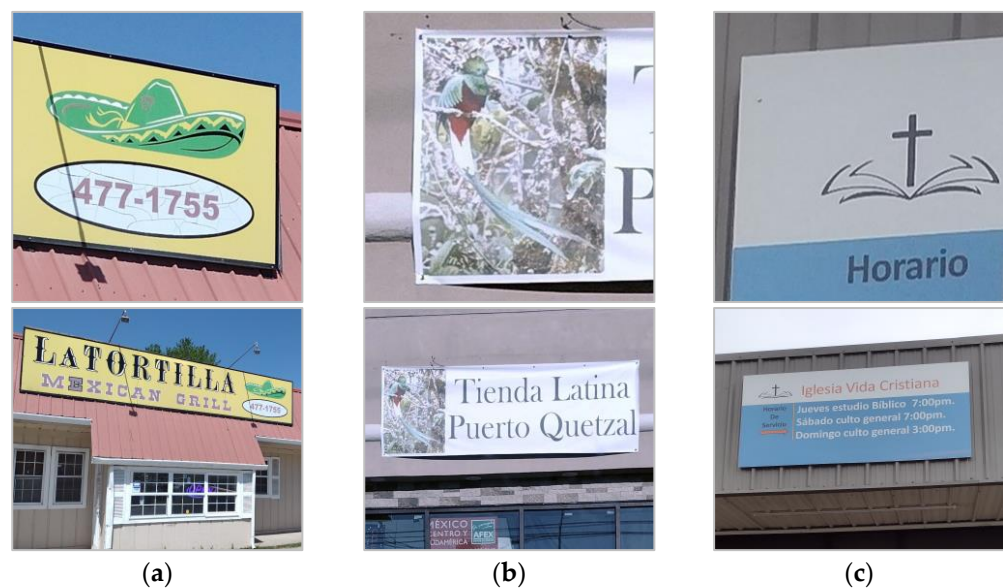 477-1755
T
P
Horario
LATORTILLA
MEXICAN GRILL
477-1755
Tienda Latina
Puerto Quetzal
MÉXICO
CENTRO Y
SUDAMÉRICA
AFEX
Iglesia Vida Cristiana
Horario
De
Servicio
Jueves estudio Bíblico 7:00pm.
Sábado culto general 7:00pm.
Domingo culto general 3:00pm.
(a)
(b)
(c)